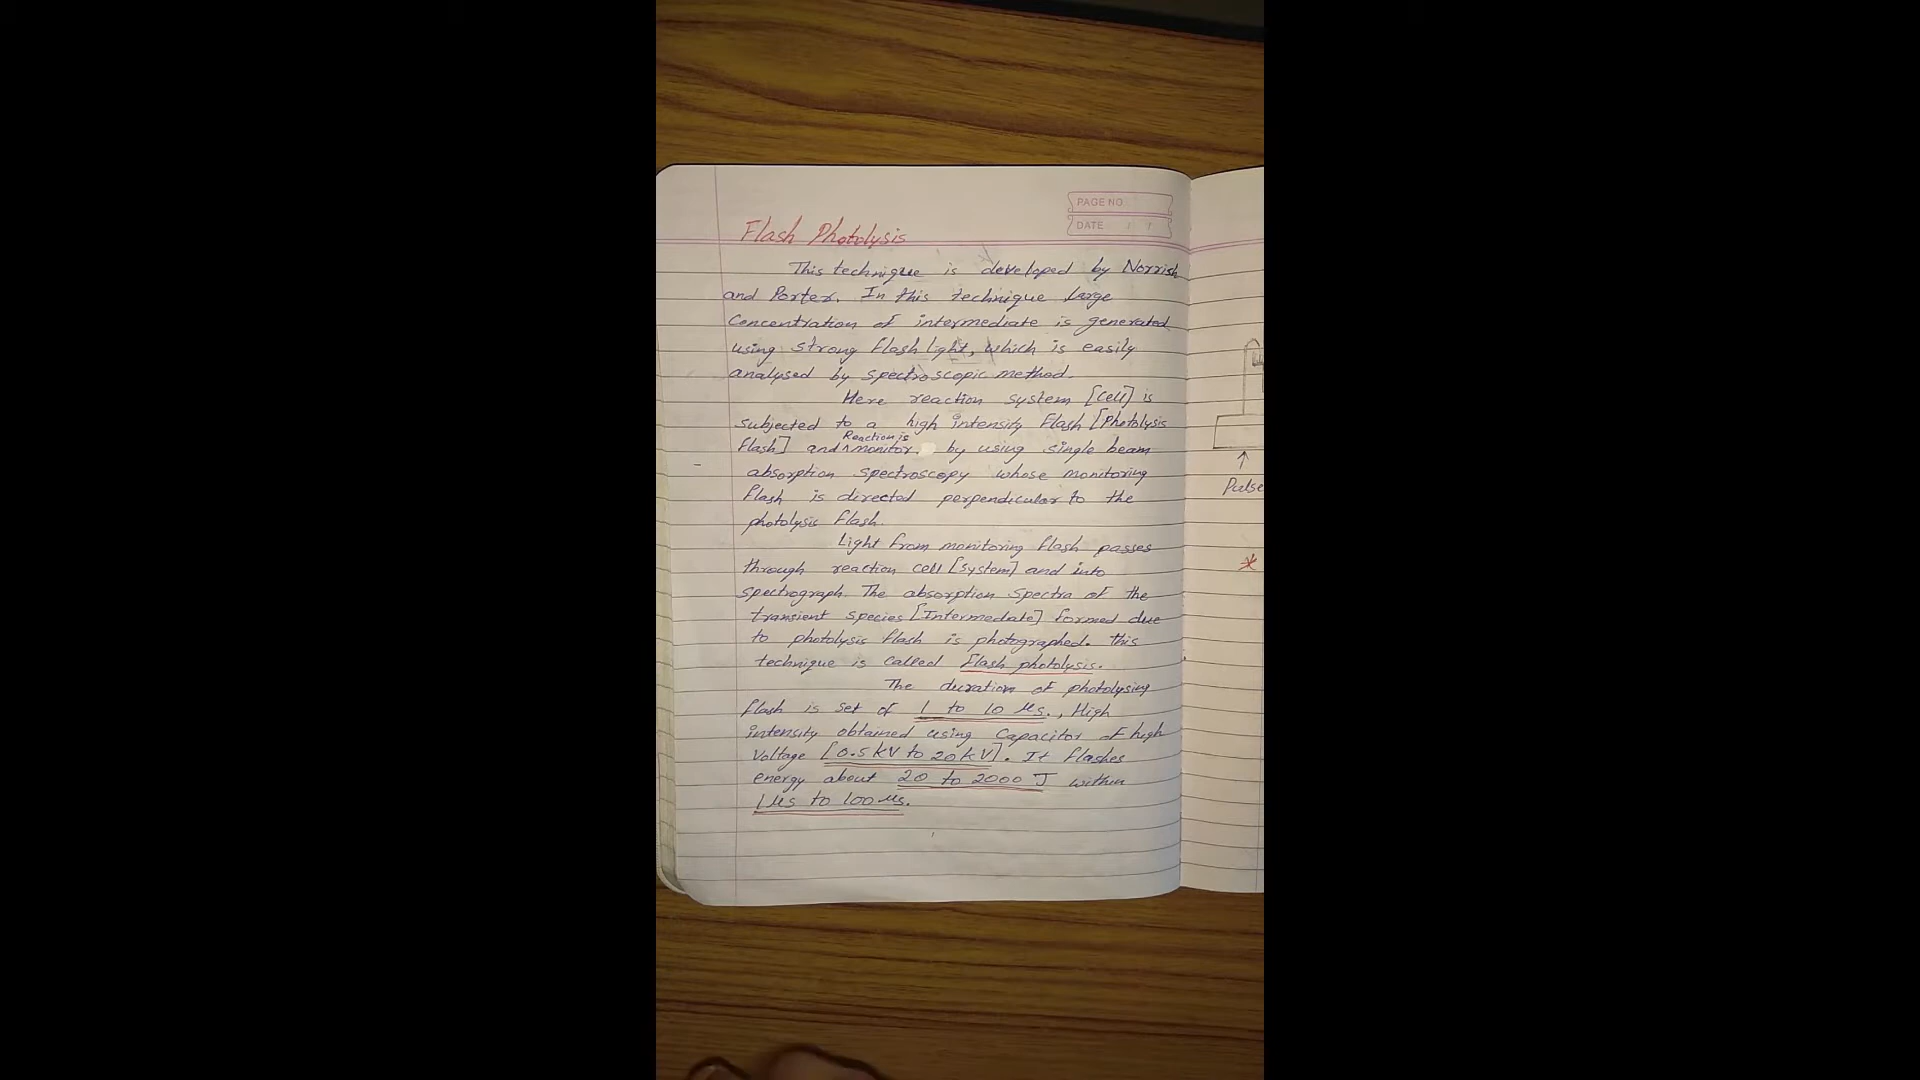 PAGE NO
DATE / /
Flash Photolysis
This technique is developed by Norrish
and Porter. In this technique large
Concentration of intermediate is generated
using strong flash light, which is easily
analysed by spectroscopic method.
Here reaction system [Cell] is
subjected to a high intensity Flash [Photolysis
Reaction is
flash] and ^ monitor. by using single beam
absorption spectroscopy whose monitoring
flash is directed perpendicular to the
photolysis flash.
Light from monitoring flash passes
through reaction cell [system] and into
spectrograph. The absorption spectra of the
transient species [Intermediate] formed due
to photolysis flash is photographed. this
technique is called Flash photolysis.
The duration of photolysing
flash is set of 1 to 10 μs., High
intensity obtained using Capacitor of high
Voltage [0.5 kV to 20 kV]. It flashes
energy about 20 to 2000 J within
1 μs to 100 μs.
Pulse
*